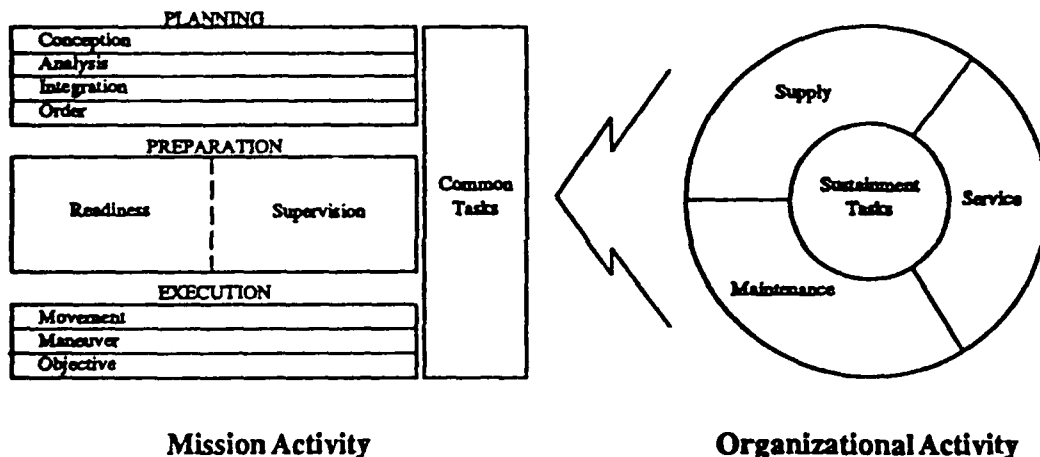 PLANNING
Conception
Analysis
Integration
Order
PREPARATION
Readiness
Supervision
EXECUTION
Movement
Maneuver
Objective
Common
Tasks
Mission Activity
Supply
Sustainment
Tasks
Service
Maintenance
Organizational Activity